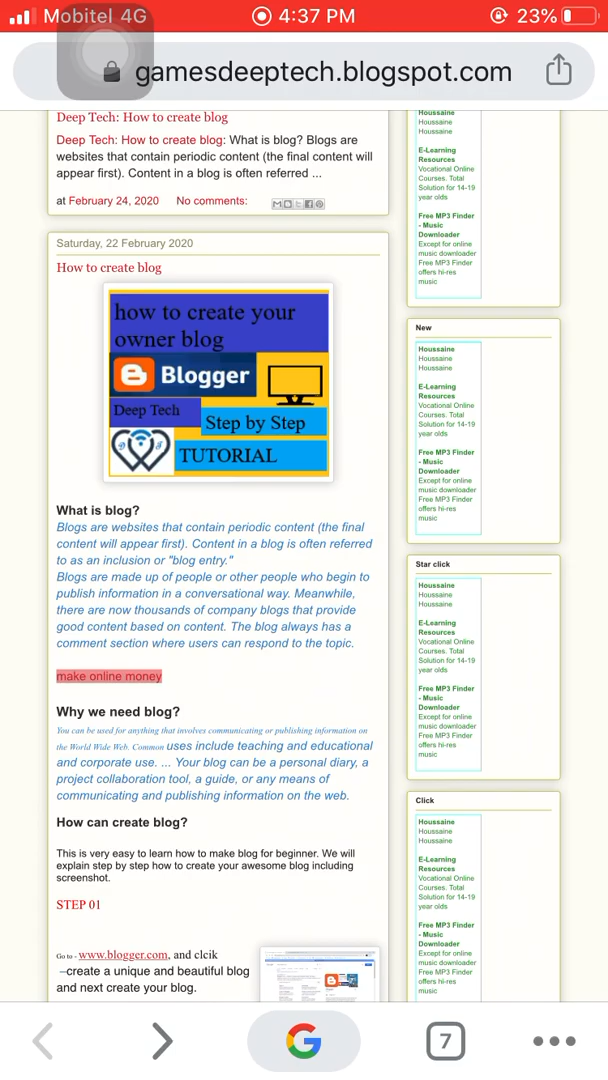 Mobitel 4G
4:37 PM
23%
gamesdeeptech.blogspot.com
Deep Tech: How to create blog
Deep Tech: How to create blog: What is blog? Blogs are
websites that contain periodic content (the final content will
appear first). Content in a blog is often referred ...
at February 24, 2020 No comments:
Saturday, 22 February 2020
How to create blog
how to create your
owner blog
Blogger
Deep Tech
Step by Step
TUTORIAL
What is blog?
Blogs are websites that contain periodic content (the final
content will appear first). Content in a blog is often referred
to as an inclusion or "blog entry."
Blogs are made up of people or other people who begin to
publish information in a conversational way. Meanwhile,
there are now thousands of company blogs that provide
good content based on content. The blog always has a
comment section where users can respond to the topic.
make online money
Why we need blog?
You can be used for anything that involves communicating or publishing information on
the World Wide Web. Common uses include teaching and educational
and corporate use. ... Your blog can be a personal diary, a
project collaboration tool, a guide, or any means of
communicating and publishing information on the web.
How can create blog?
This is very easy to learn how to make blog for beginner. We will
explain step by step how to create your awesome blog including
screenshot.
STEP 01
Go to - www.blogger.com, and clcik
–create a unique and beautiful blog
and next create your blog.
Houssaine
Houssaine
Houssaine
E-Learning
Resources
Vocational Online
Courses. Total
Solution for 14-19
year olds
Free MP3 Finder
- Music
Downloader
Except for online
music downloader
Free MP3 Finder
offers hi-res
music
New
Houssaine
Houssaine
Houssaine
E-Learning
Resources
Vocational Online
Courses. Total
Solution for 14-19
year olds
Free MP3 Finder
- Music
Downloader
Except for online
music downloader
Free MP3 Finder
offers hi-res
music
Star click
Houssaine
Houssaine
Houssaine
E-Learning
Resources
Vocational Online
Courses. Total
Solution for 14-19
year olds
Free MP3 Finder
- Music
Downloader
Except for online
music downloader
Free MP3 Finder
offers hi-res
music
Click
Houssaine
Houssaine
Houssaine
E-Learning
Resources
Vocational Online
Courses. Total
Solution for 14-19
year olds
Free MP3 Finder
- Music
Downloader
Except for online
music downloader
Free MP3 Finder
offers hi-res
music
7